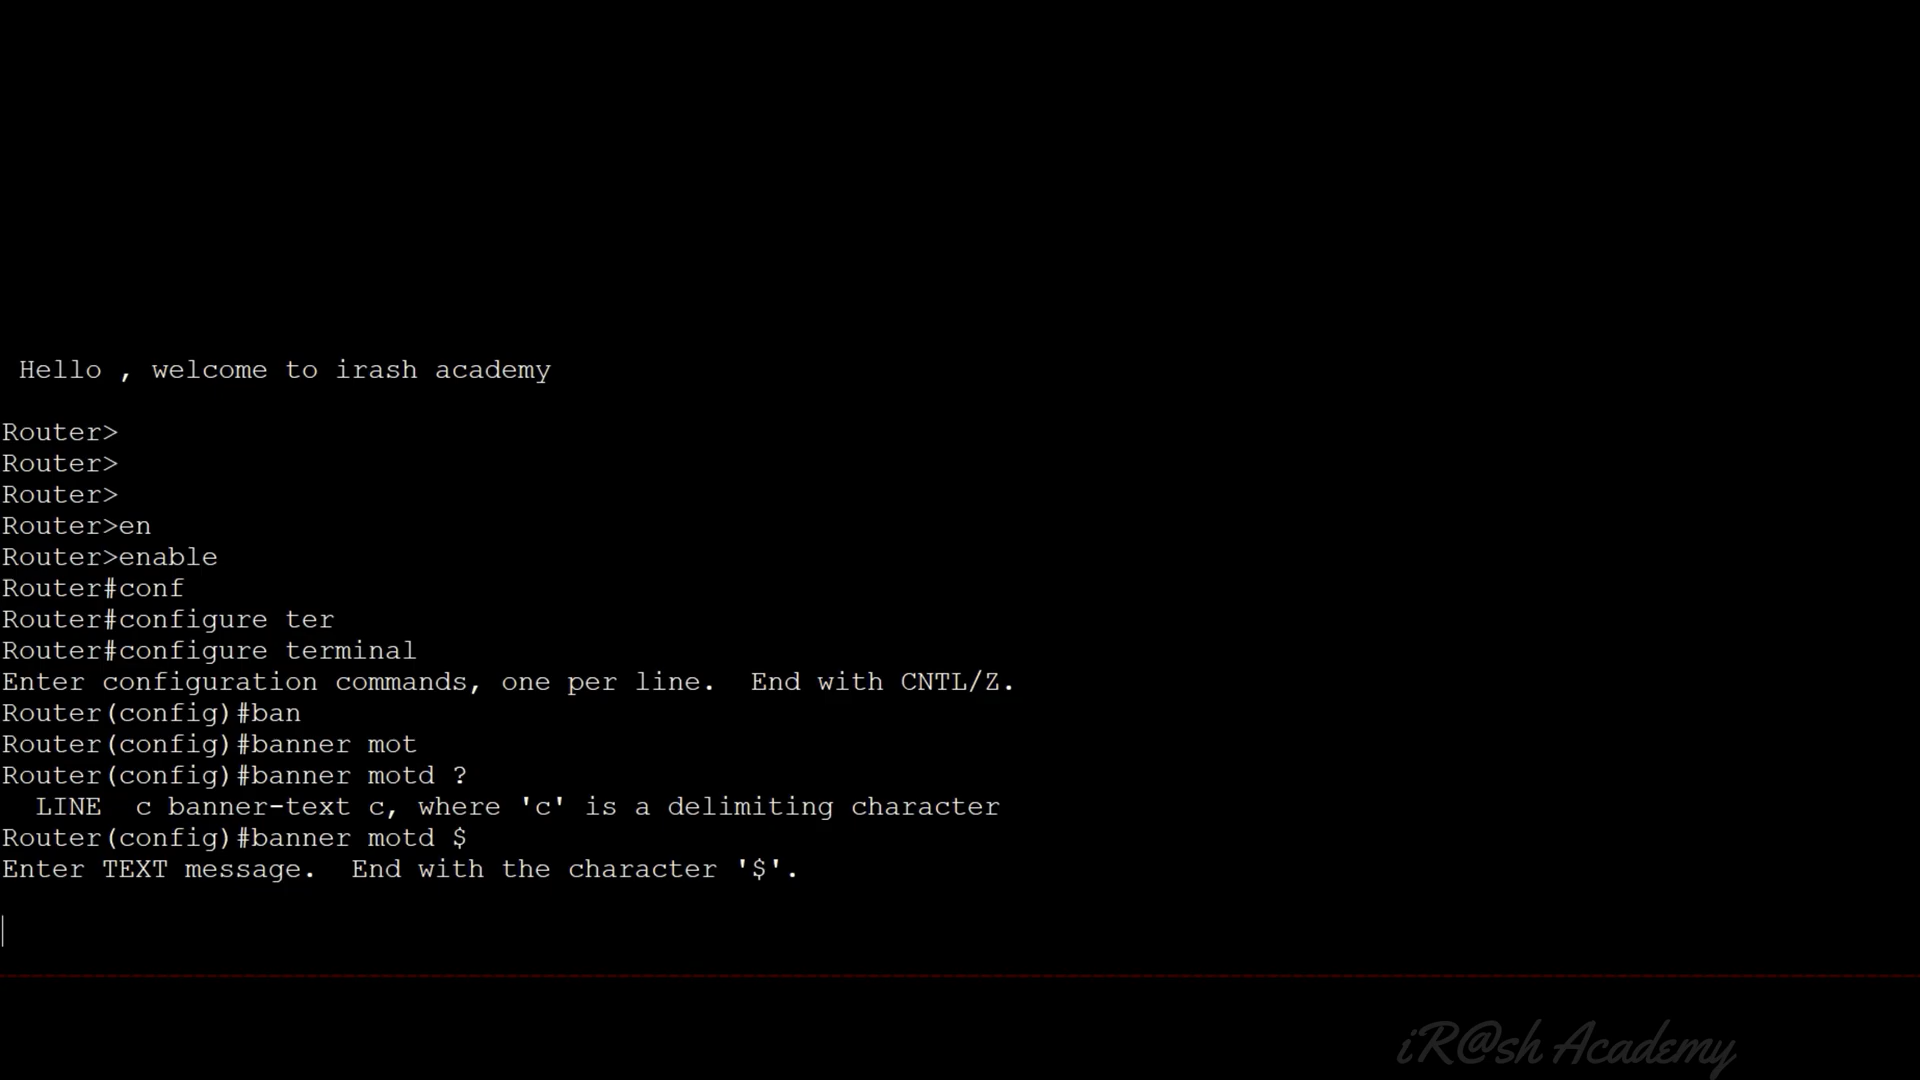 Hello , welcome to irash academy
Router>
Router>
Router>
Router>en
Router>enable
Router#conf
Router#configure ter
Router#configure terminal
Enter configuration commands, one per line.  End with CNTL/Z.
Router(config)#ban
Router(config)#banner mot
Router(config)#banner motd ?
  LINE  c banner-text c, where 'c' is a delimiting character
Router(config)#banner motd $
Enter TEXT message.  End with the character '$'.
iR@sh Academy